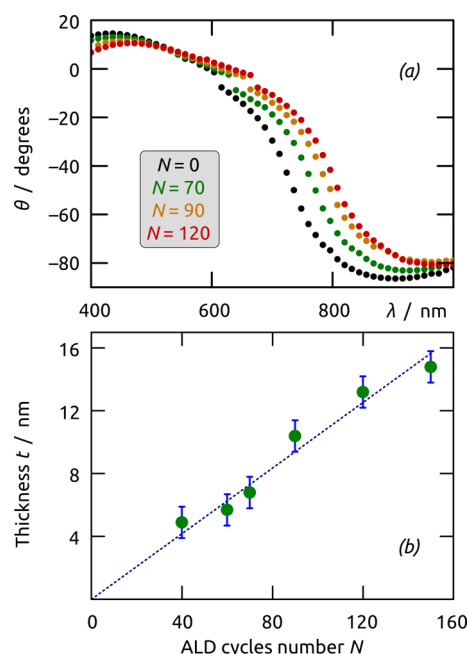 20
0
−20
−40
−60
−80
θ / degrees
(a)
N = 0
N = 70
N = 90
N = 120
400 600 800 λ / nm
16
12
8
4
Thickness t / nm
(b)
0 40 80 120 160
ALD cycles number N